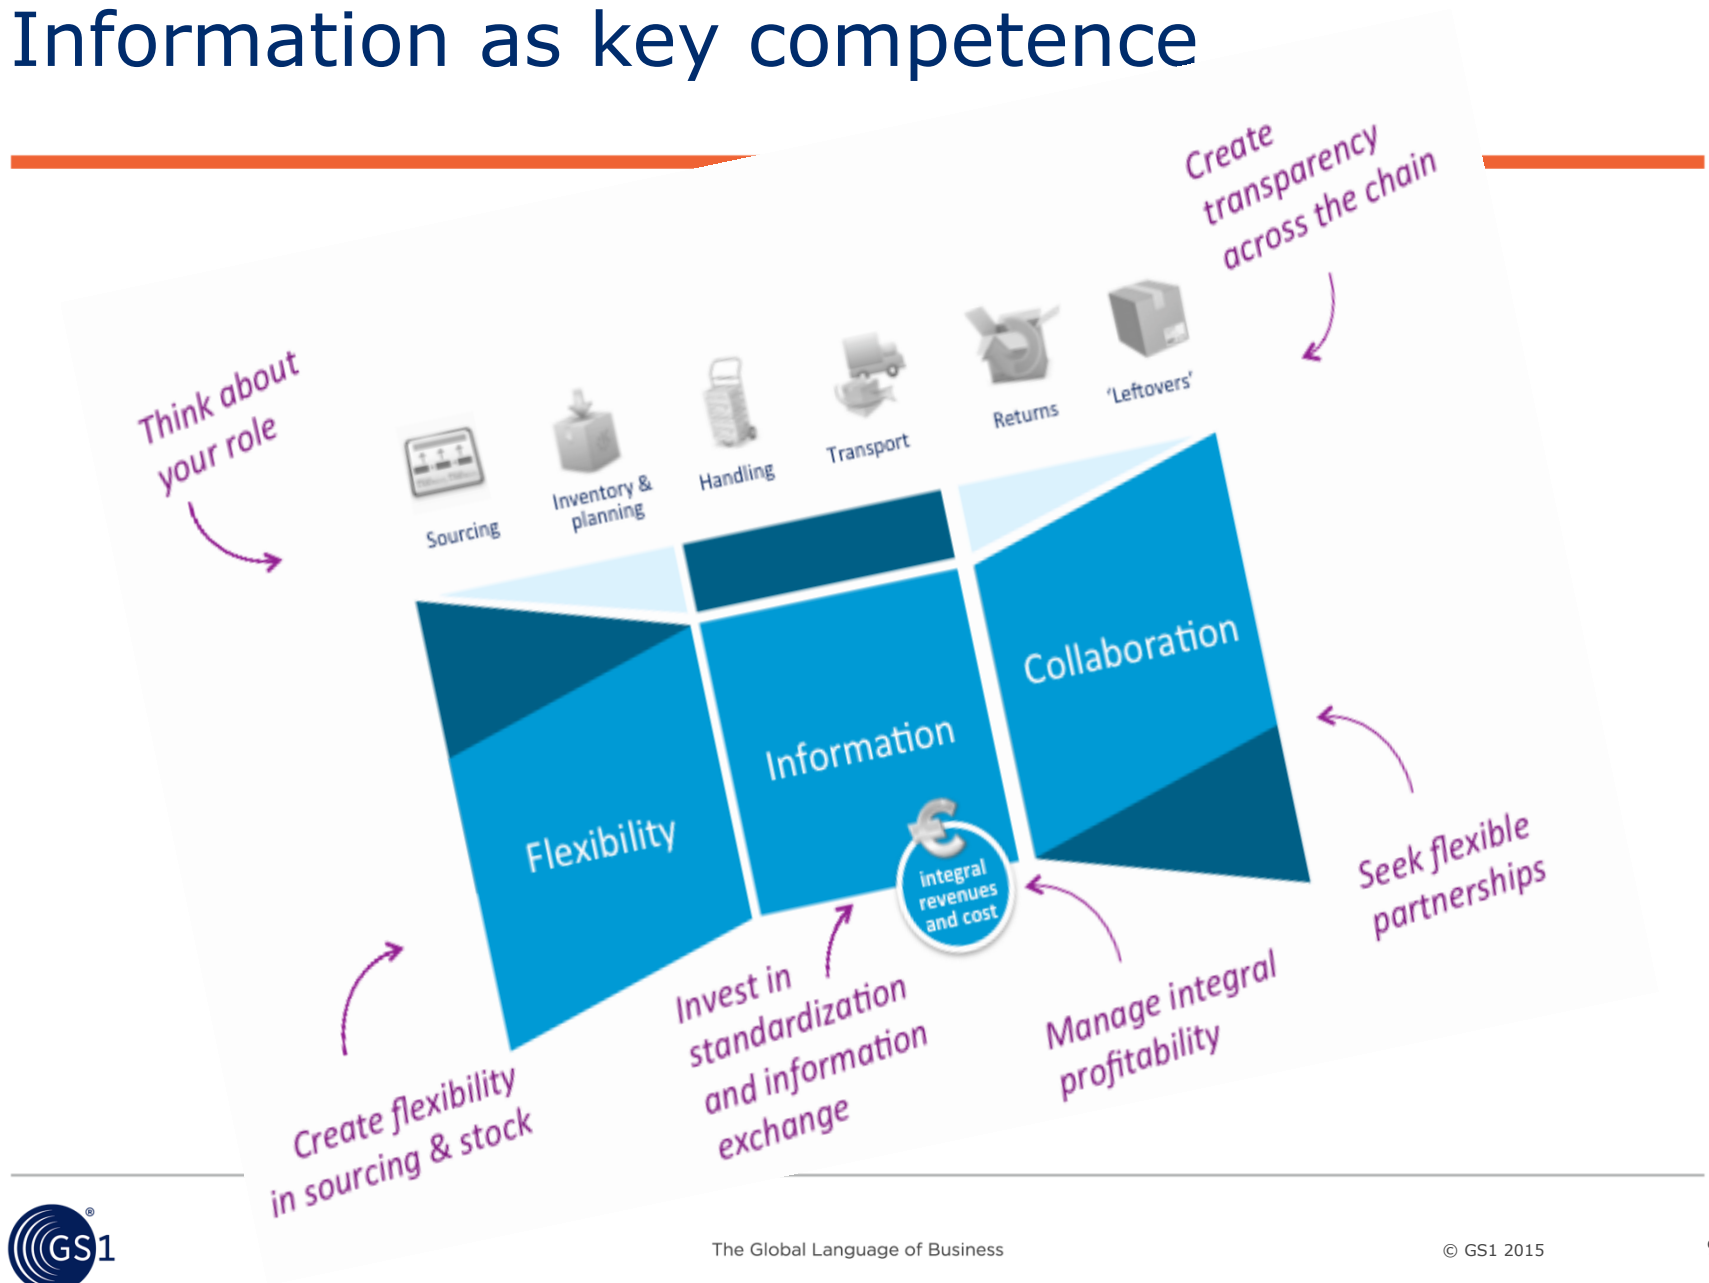 Information as key competence
Create
transparency
across the chain
Think about
your role
Sourcing
Inventory &
planning
Handling
Transport
Returns
‘Leftovers’
Flexibility
Information
Collaboration
€
integral
revenues
and cost
Seek flexible
partnerships
Manage integral
profitability
Invest in
standardization
and information
exchange
Create flexibility
in sourcing & stock
GS1®
The Global Language of Business
© GS1 2015